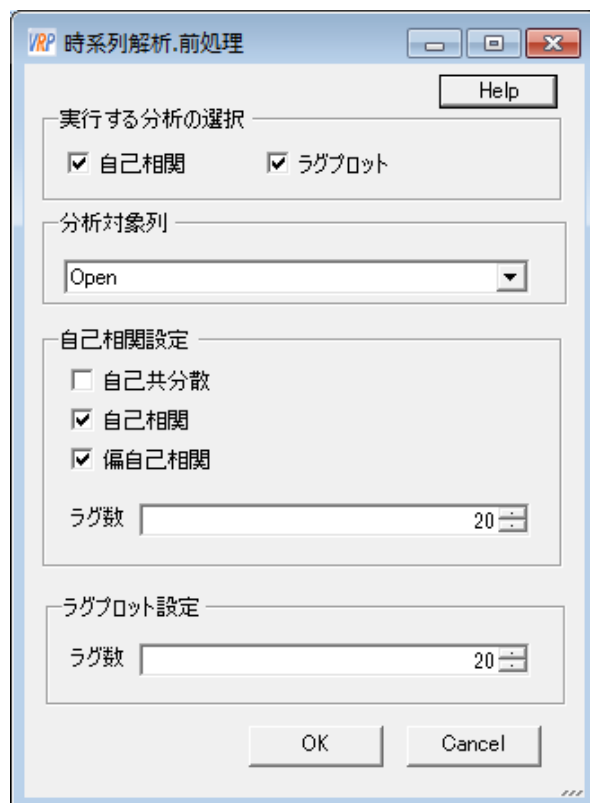 VRP 時系列解析.前処理
Help
実行する分析の選択
自己相関 ラグプロット
分析対象列
Open
自己相関設定
自己共分散
自己相関
偏自己相関
ラグ数 20
ラグプロット設定
ラグ数 20
OK Cancel